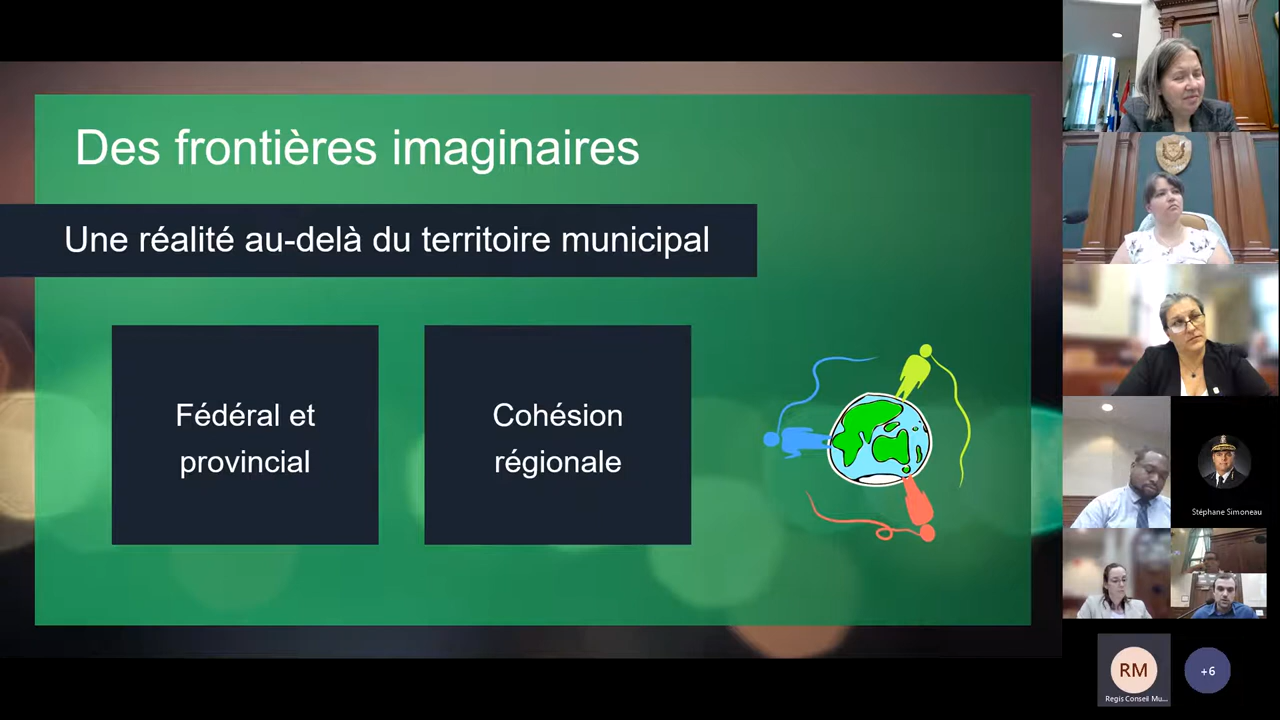 Des frontières imaginaires
Une réalité au-delà du territoire municipal
Fédéral et
provincial
Cohésion
régionale
Stéphane Simoneau
RM
Regis Conseil Mu...
+6